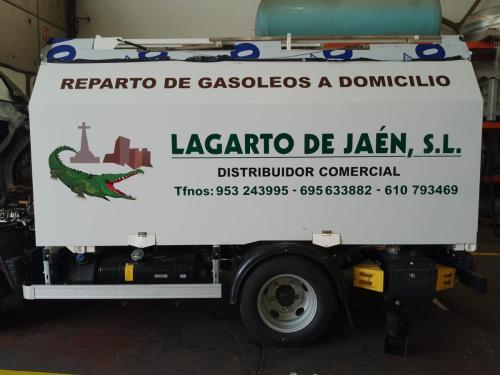 REPARTO DE GASOLEOS A DOMICILIO
LAGARTO DE JAÉN, S.L.
DISTRIBUIDOR COMERCIAL
Tfnos: 953 243995 - 695 633882 - 610 793469